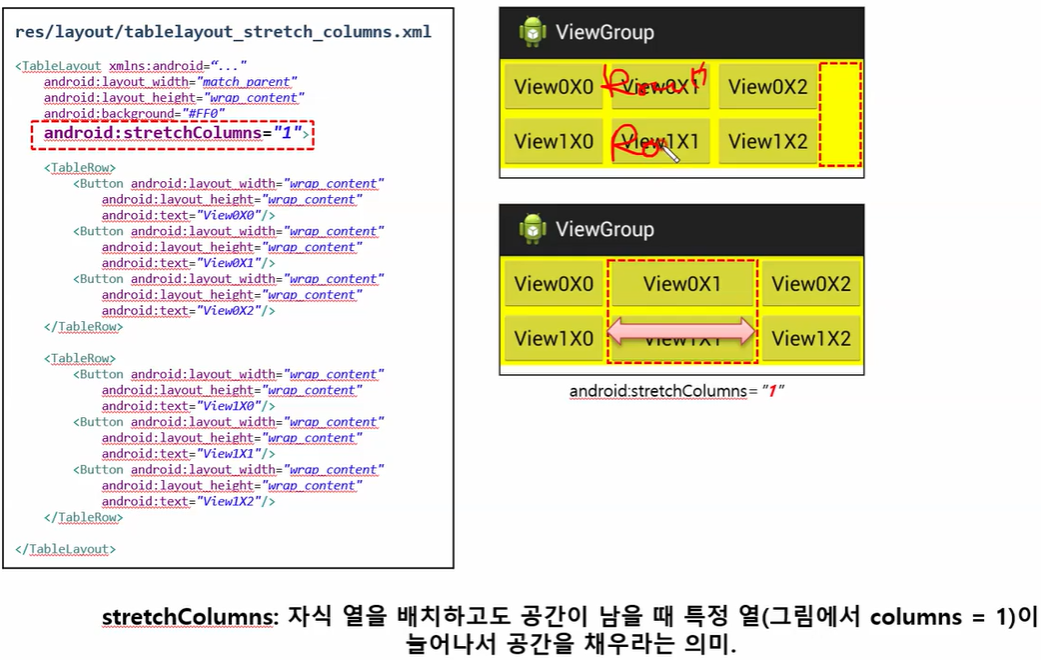 res/layout/tablelayout_stretch_columns.xml
<TableLayout xmlns:android=“..."
android:layout_width="match_parent"
android:layout_height="wrap_content"
android:background="#FF0"
android:stretchColumns="1">
<TableRow>
<Button android:layout_width="wrap_content"
android:layout_height="wrap_content"
android:text="View0X0"/>
<Button android:layout_width="wrap_content"
android:layout_height="wrap_content"
android:text="View0X1"/>
<Button android:layout_width="wrap_content"
android:layout_height="wrap_content"
android:text="View0X2"/>
</TableRow>
<TableRow>
<Button android:layout_width="wrap_content"
android:layout_height="wrap_content"
android:text="View1X0"/>
<Button android:layout_width="wrap_content"
android:layout_height="wrap_content"
android:text="View1X1"/>
<Button android:layout_width="wrap_content"
android:layout_height="wrap_content"
android:text="View1X2"/>
</TableRow>
</TableLayout>
ViewGroup
View0X0 View0X1 View0X2
View1X0 View1X1 View1X2
ViewGroup
View0X0 View0X1 View0X2
View1X0 View1X1 View1X2
android:stretchColumns= "1"
stretchColumns: 자식 열을 배치하고도 공간이 남을 때 특정 열(그림에서 columns = 1)이
늘어나서 공간을 채우라는 의미.